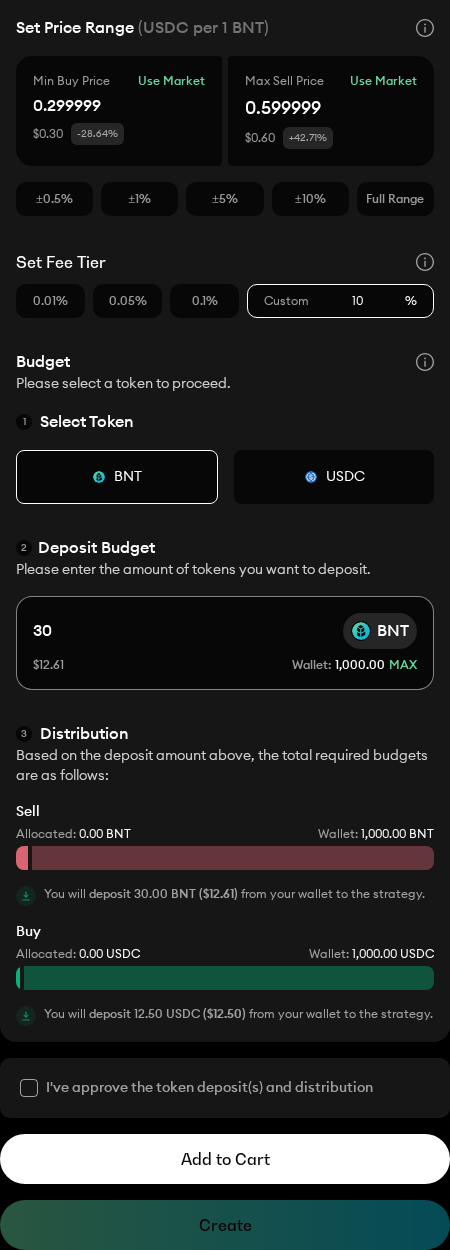 Set Price Range (USDC per 1 BNT)
Min Buy Price Use Market
0.299999
$0.30 -28.64%
Max Sell Price Use Market
0.599999
$0.60 +42.71%
±0.5% ±1% ±5% ±10% Full Range
Set Fee Tier
0.01% 0.05% 0.1% Custom 10 %
Budget
Please select a token to proceed.
1 Select Token
BNT USDC
2 Deposit Budget
Please enter the amount of tokens you want to deposit.
30 BNT
$12.61 Wallet: 1,000.00 MAX
3 Distribution
Based on the deposit amount above, the total required budgets
are as follows:
Sell
Allocated: 0.00 BNT Wallet: 1,000.00 BNT
You will deposit 30.00 BNT ($12.61) from your wallet to the strategy.
Buy
Allocated: 0.00 USDC Wallet: 1,000.00 USDC
You will deposit 12.50 USDC ($12.50) from your wallet to the strategy.
I've approve the token deposit(s) and distribution
Add to Cart
Create